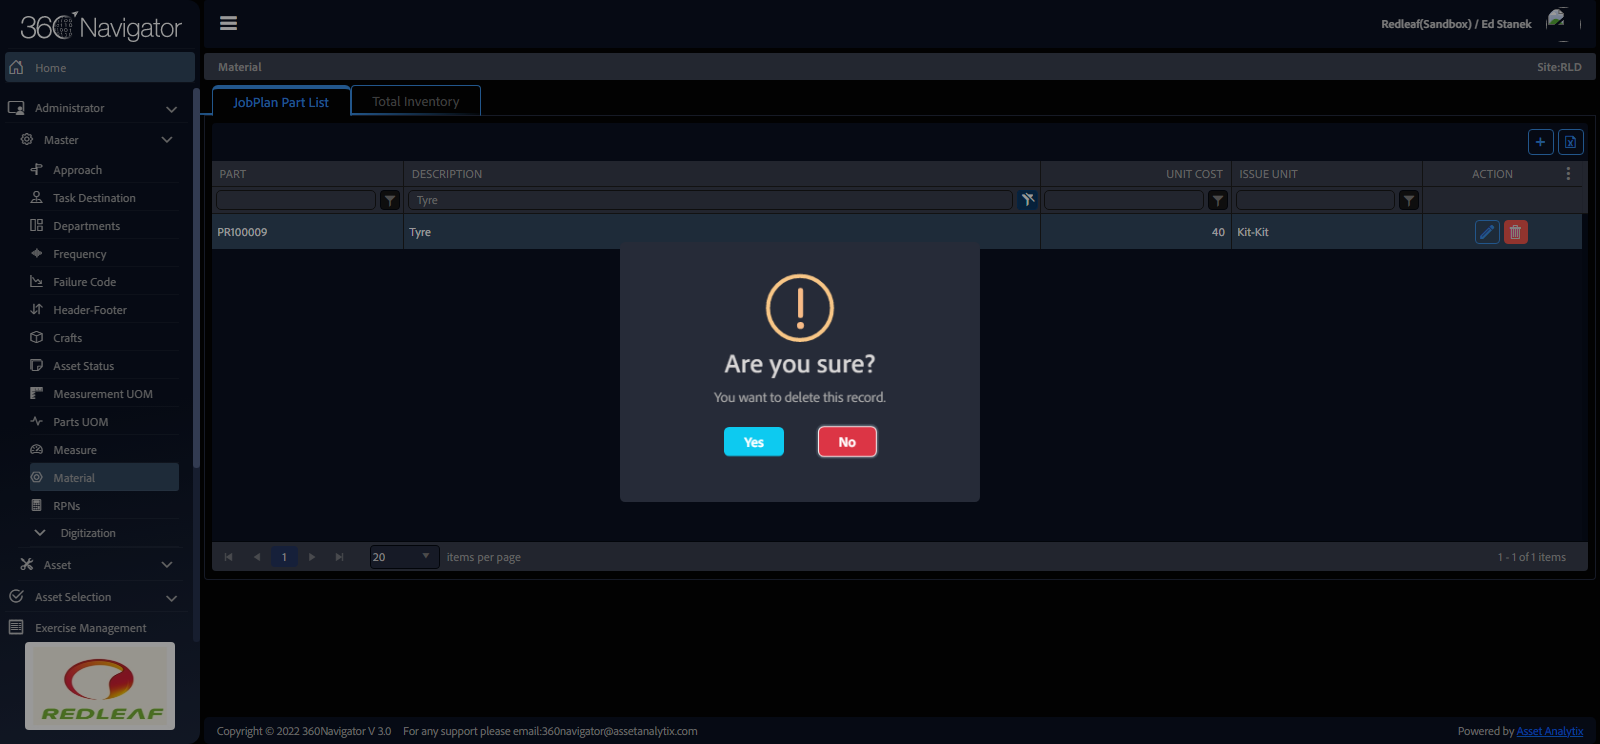 360 Navigator
Redleaf(Sandbox) / Ed Stanek
Home
Material
Site:RLD
Administrator
JobPlan Part List
Total Inventory
Master
Approach
Task Destination
Departments
Frequency
Failure Code
Header-Footer
Crafts
Asset Status
Measurement UOM
Parts UOM
Measure
Material
RPNs
Digitization
Asset
Asset Selection
Exercise Management
REDLEAF
PART
DESCRIPTION
UNIT COST
ISSUE UNIT
ACTION
Tyre
PR100009
Tyre
40
Kit-Kit
Are you sure?
You want to delete this record.
Yes
No
1
20
items per page
1 - 1 of 1 items
Copyright © 2022 360Navigator V 3.0
For any support please email:360navigator@assetanalytix.com
Powered by Asset Analytix